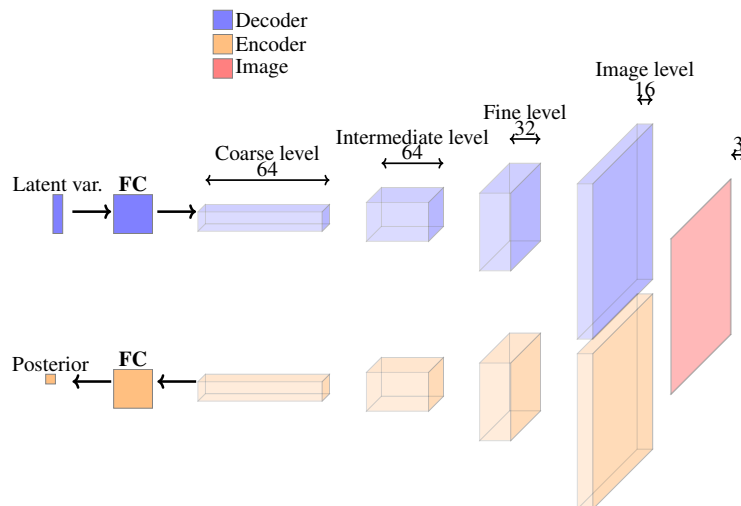 Decoder
Encoder
Image
Image level
16
Fine level
32
Intermediate level
64
Coarse level
64
3
Latent var.
FC
Posterior
FC